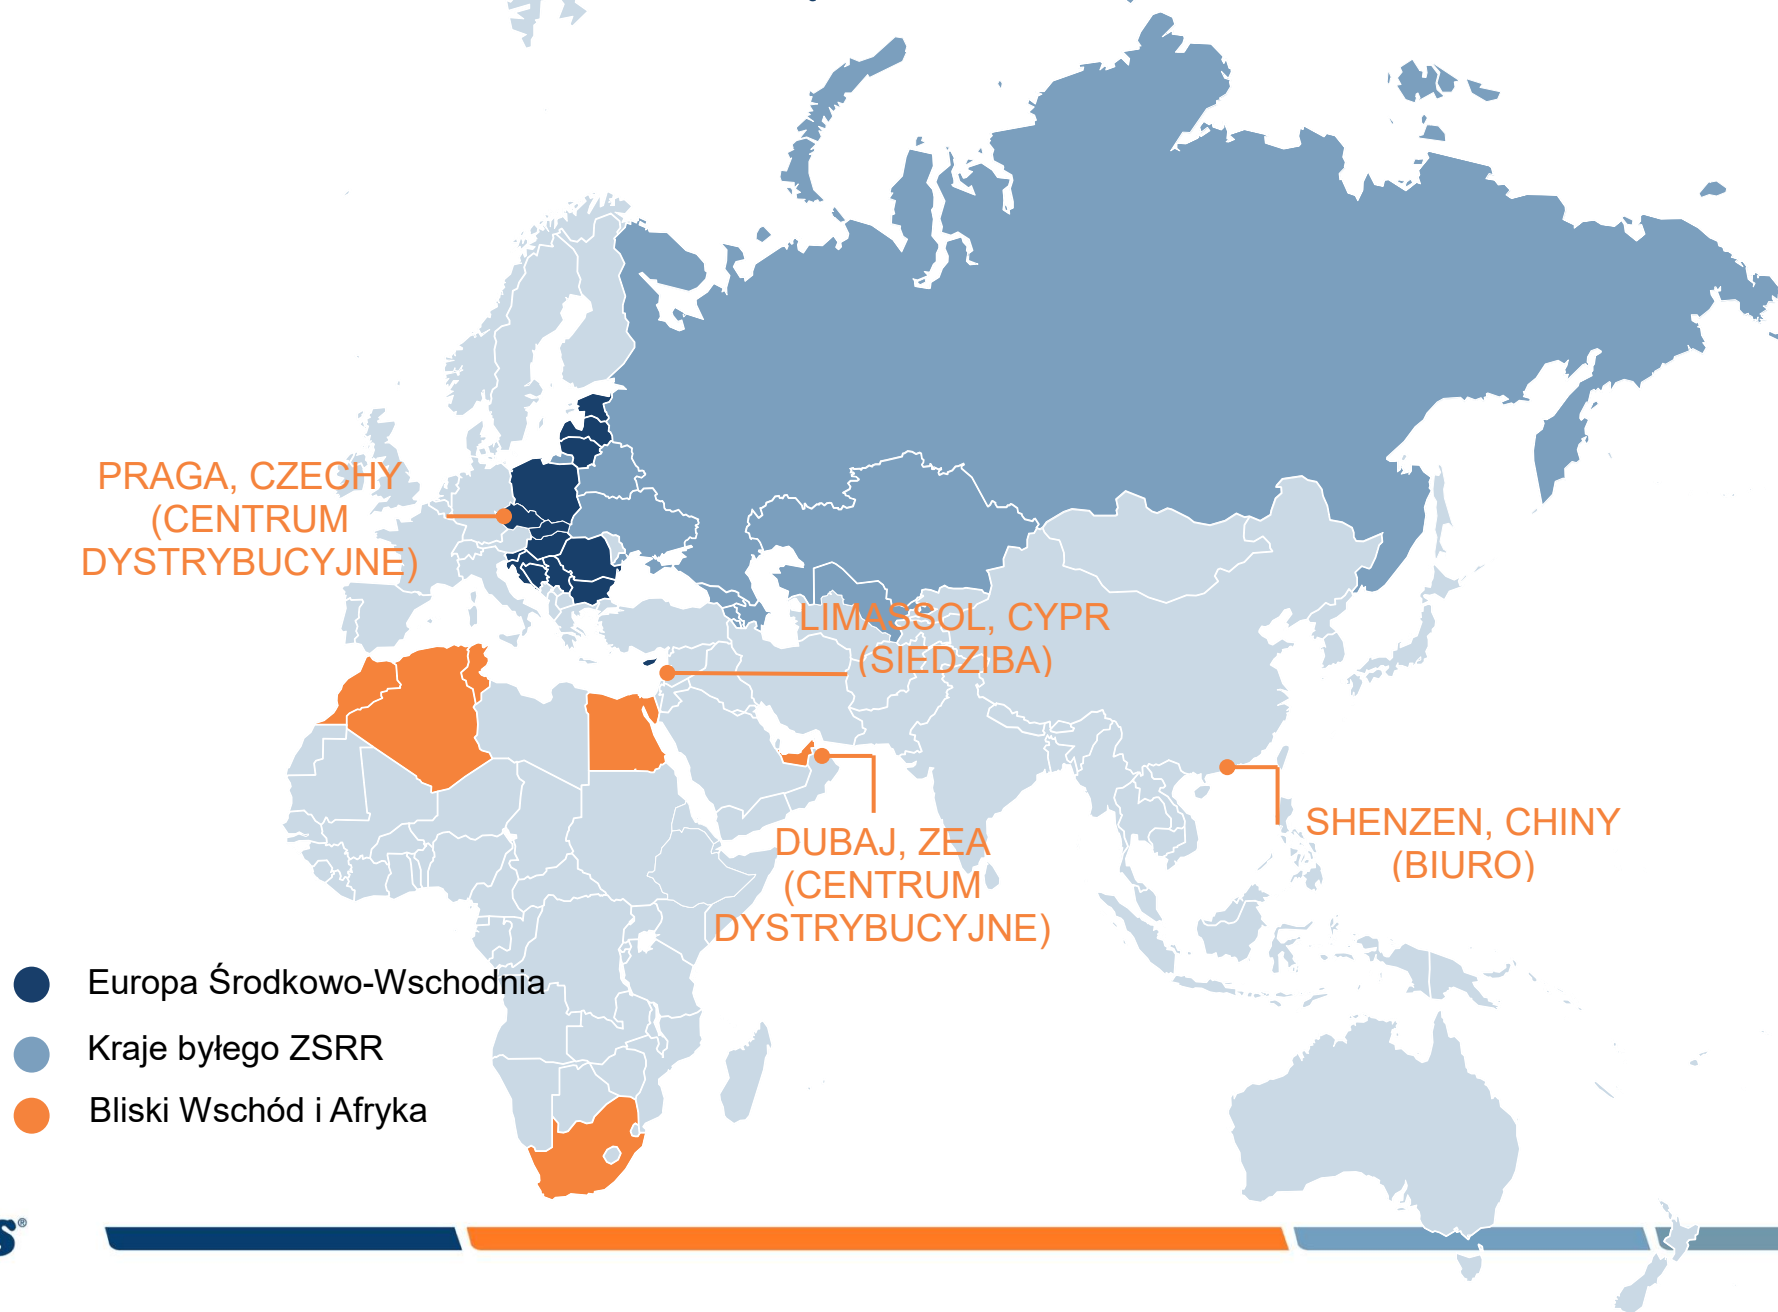 PRAGA, CZECHY
(CENTRUM
DYSTRYBUCYJNE)
LIMASSOL, CYPR
(SIEDZIBA)
DUBAJ, ZEA
(CENTRUM
DYSTRYBUCYJNE)
SHENZEN, CHINY
(BIURO)
Europa Środkowo-Wschodnia
Kraje byłego ZSRR
Bliski Wschód i Afryka
s®